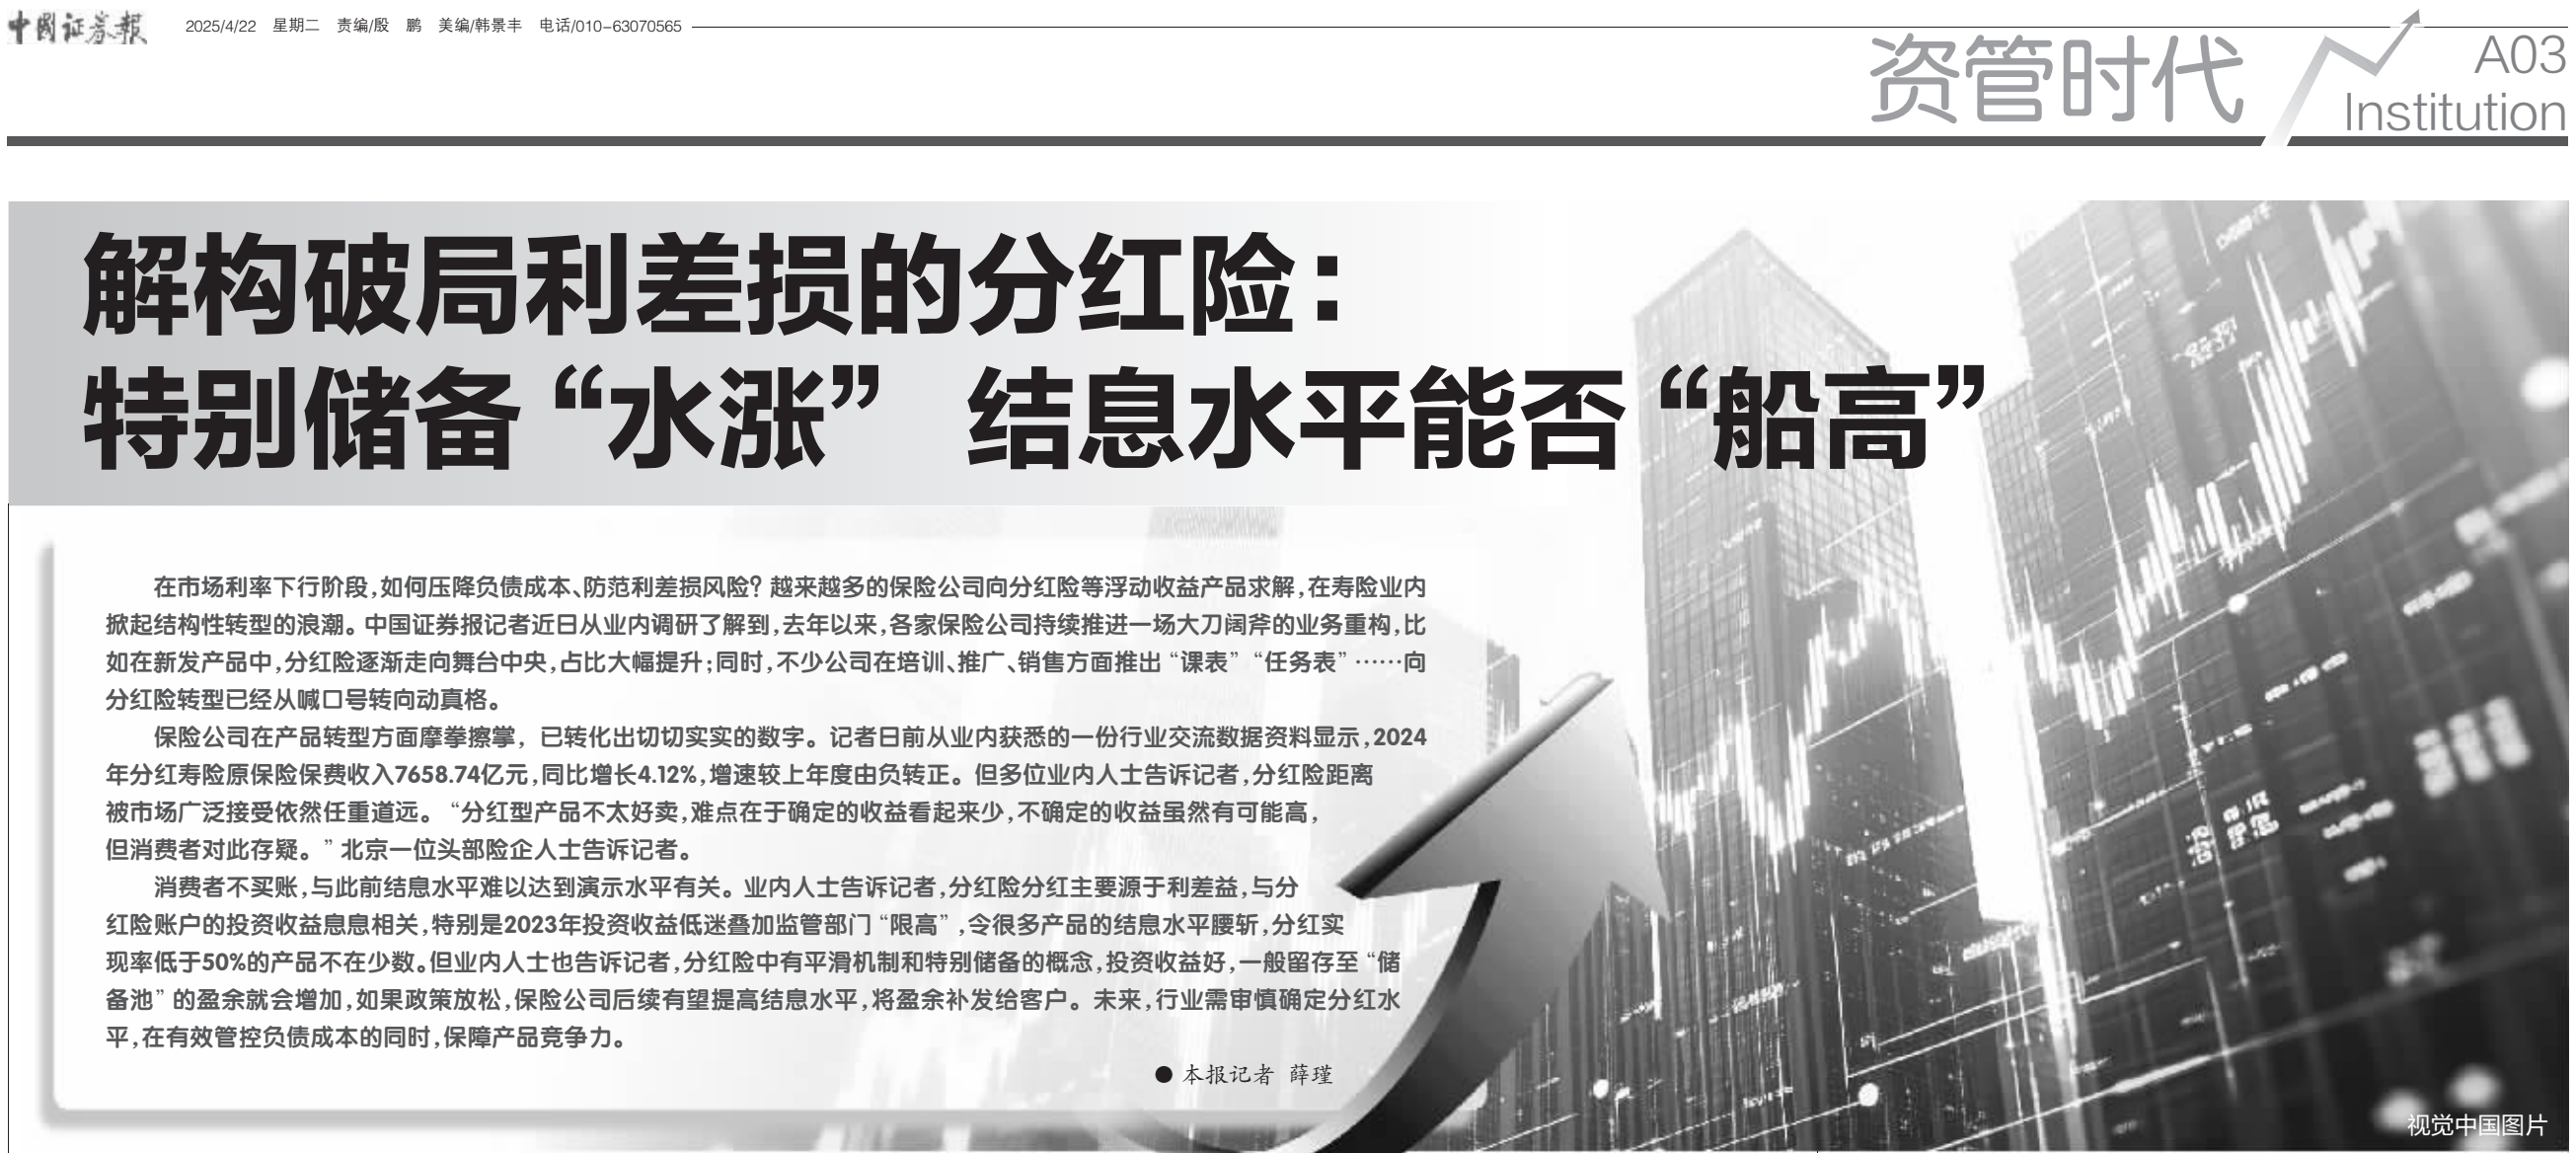 中國证券報
2025/4/22 星期二 责编/殷 鹏 美编/韩景丰 电话/010-63070565
资管时代
A03
Institution
解构破局利差损的分红险：
特别储备“水涨” 结息水平能否“船高”
在市场利率下行阶段，如何压降负债成本、防范利差损风险？越来越多的保险公司向分红险等浮动收益产品求解，在寿险业内
掀起结构性转型的浪潮。中国证券报记者近日从业内调研了解到，去年以来，各家保险公司持续推进一场大刀阔斧的业务重构，比
如在新发产品中，分红险逐渐走向舞台中央，占比大幅提升；同时，不少公司在培训、推广、销售方面推出“课表”“任务表”……向
分红险转型已经从喊口号转向动真格。
保险公司在产品转型方面摩拳擦掌，已转化出切切实实的数字。记者日前从业内获悉的一份行业交流数据资料显示，2024
年分红寿险原保险保费收入7658.74亿元，同比增长4.12%，增速较上年度由负转正。但多位业内人士告诉记者，分红险距离
被市场广泛接受依然任重道远。“分红型产品不太好卖，难点在于确定的收益看起来少，不确定的收益虽然有可能高，
但消费者对此存疑。”北京一位头部险企人士告诉记者。
消费者不买账，与此前结息水平难以达到演示水平有关。业内人士告诉记者，分红险分红主要源于利差益，与分
红险账户的投资收益息息相关，特别是2023年投资收益低迷叠加监管部门“限高”，令很多产品的结息水平腰斩，分红实
现率低于50%的产品不在少数。但业内人士也告诉记者，分红险中有平滑机制和特别储备的概念，投资收益好，一般留存至“储
备池”的盈余就会增加，如果政策放松，保险公司后续有望提高结息水平，将盈余补发给客户。未来，行业需审慎确定分红水
平，在有效管控负债成本的同时，保障产品竞争力。
● 本报记者 薛瑾
视觉中国图片